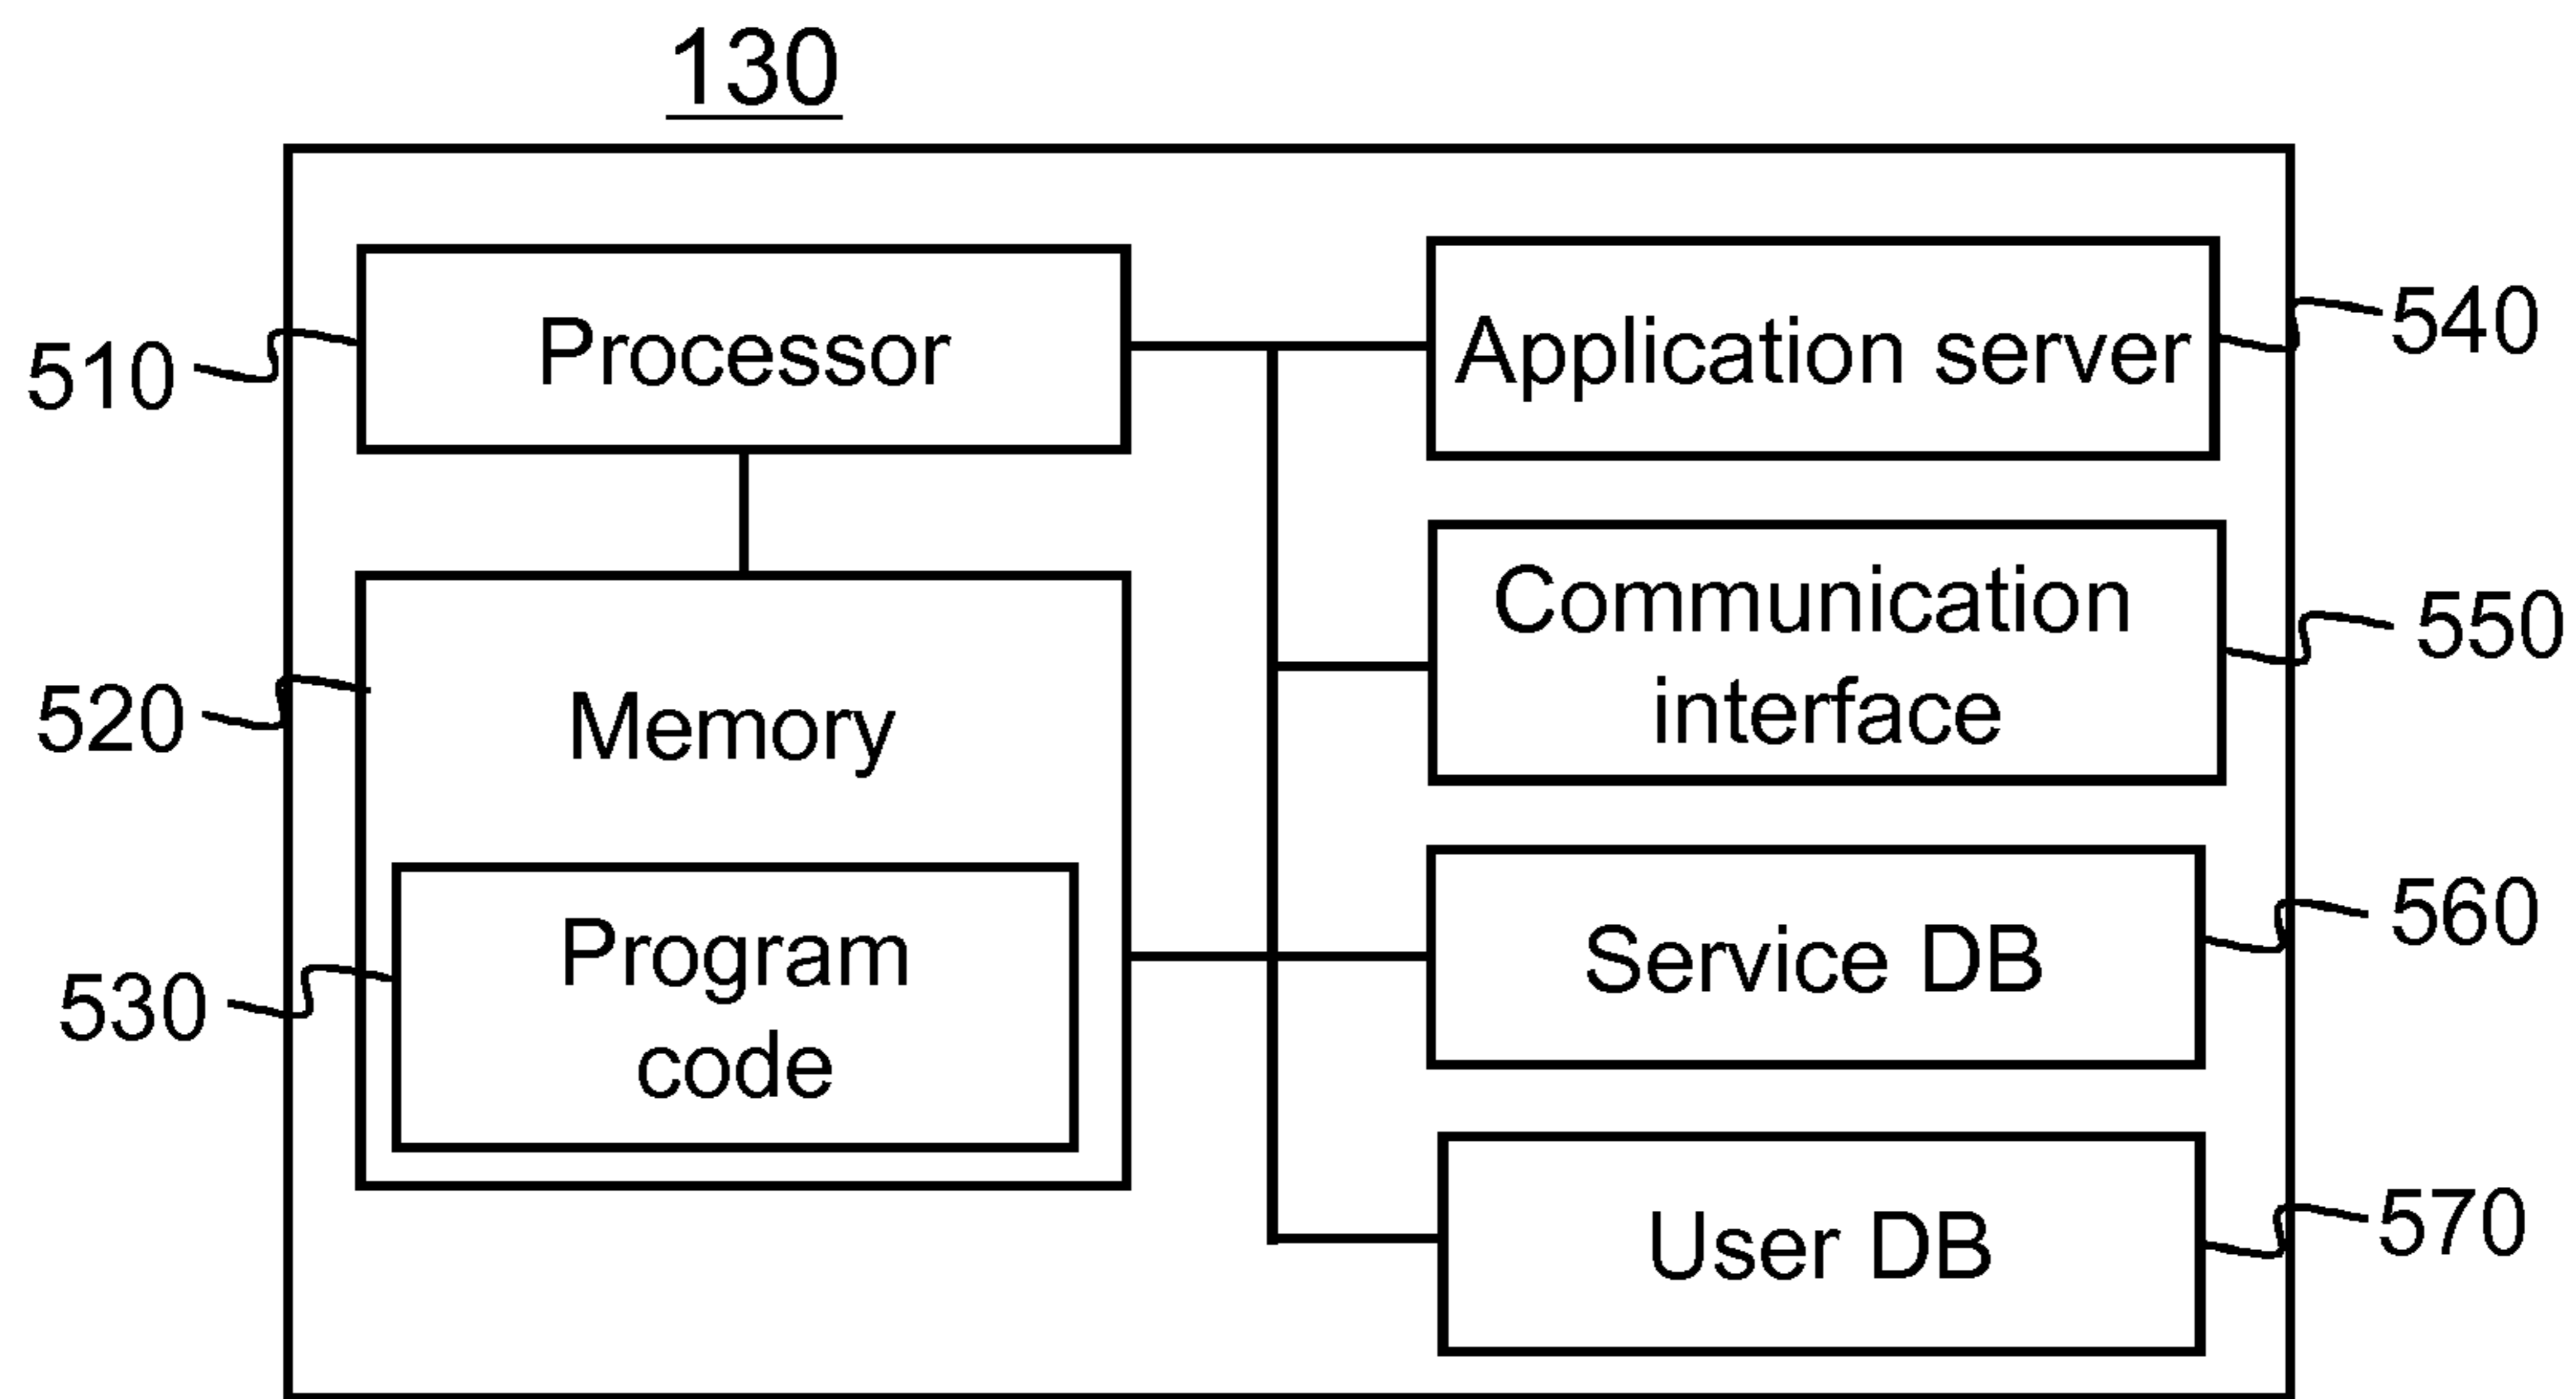 130
510
Processor
520
Memory
530
Program
code
Application server
540
Communication
interface
550
Service DB
560
User DB
570